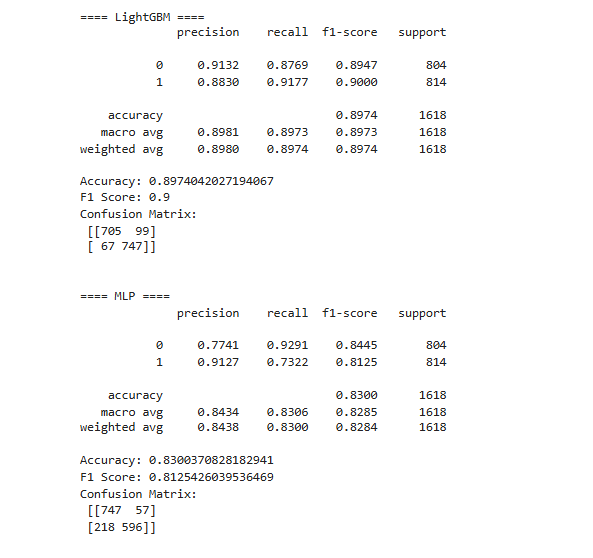 ==== LightGBM ====
              precision    recall  f1-score   support

           0     0.9132    0.8769    0.8947       804
           1     0.8830    0.9177    0.9000       814

    accuracy                         0.8974      1618
   macro avg     0.8981    0.8973    0.8973      1618
weighted avg     0.8980    0.8974    0.8974      1618

Accuracy: 0.8974042027194067
F1 Score: 0.9
Confusion Matrix:
 [[705  99]
 [ 67 747]]

==== MLP ====
              precision    recall  f1-score   support

           0     0.7741    0.9291    0.8445       804
           1     0.9127    0.7322    0.8125       814

    accuracy                         0.8300      1618
   macro avg     0.8434    0.8306    0.8285      1618
weighted avg     0.8438    0.8300    0.8284      1618

Accuracy: 0.8300370828182941
F1 Score: 0.8125426039536469
Confusion Matrix:
 [[747  57]
 [218 596]]